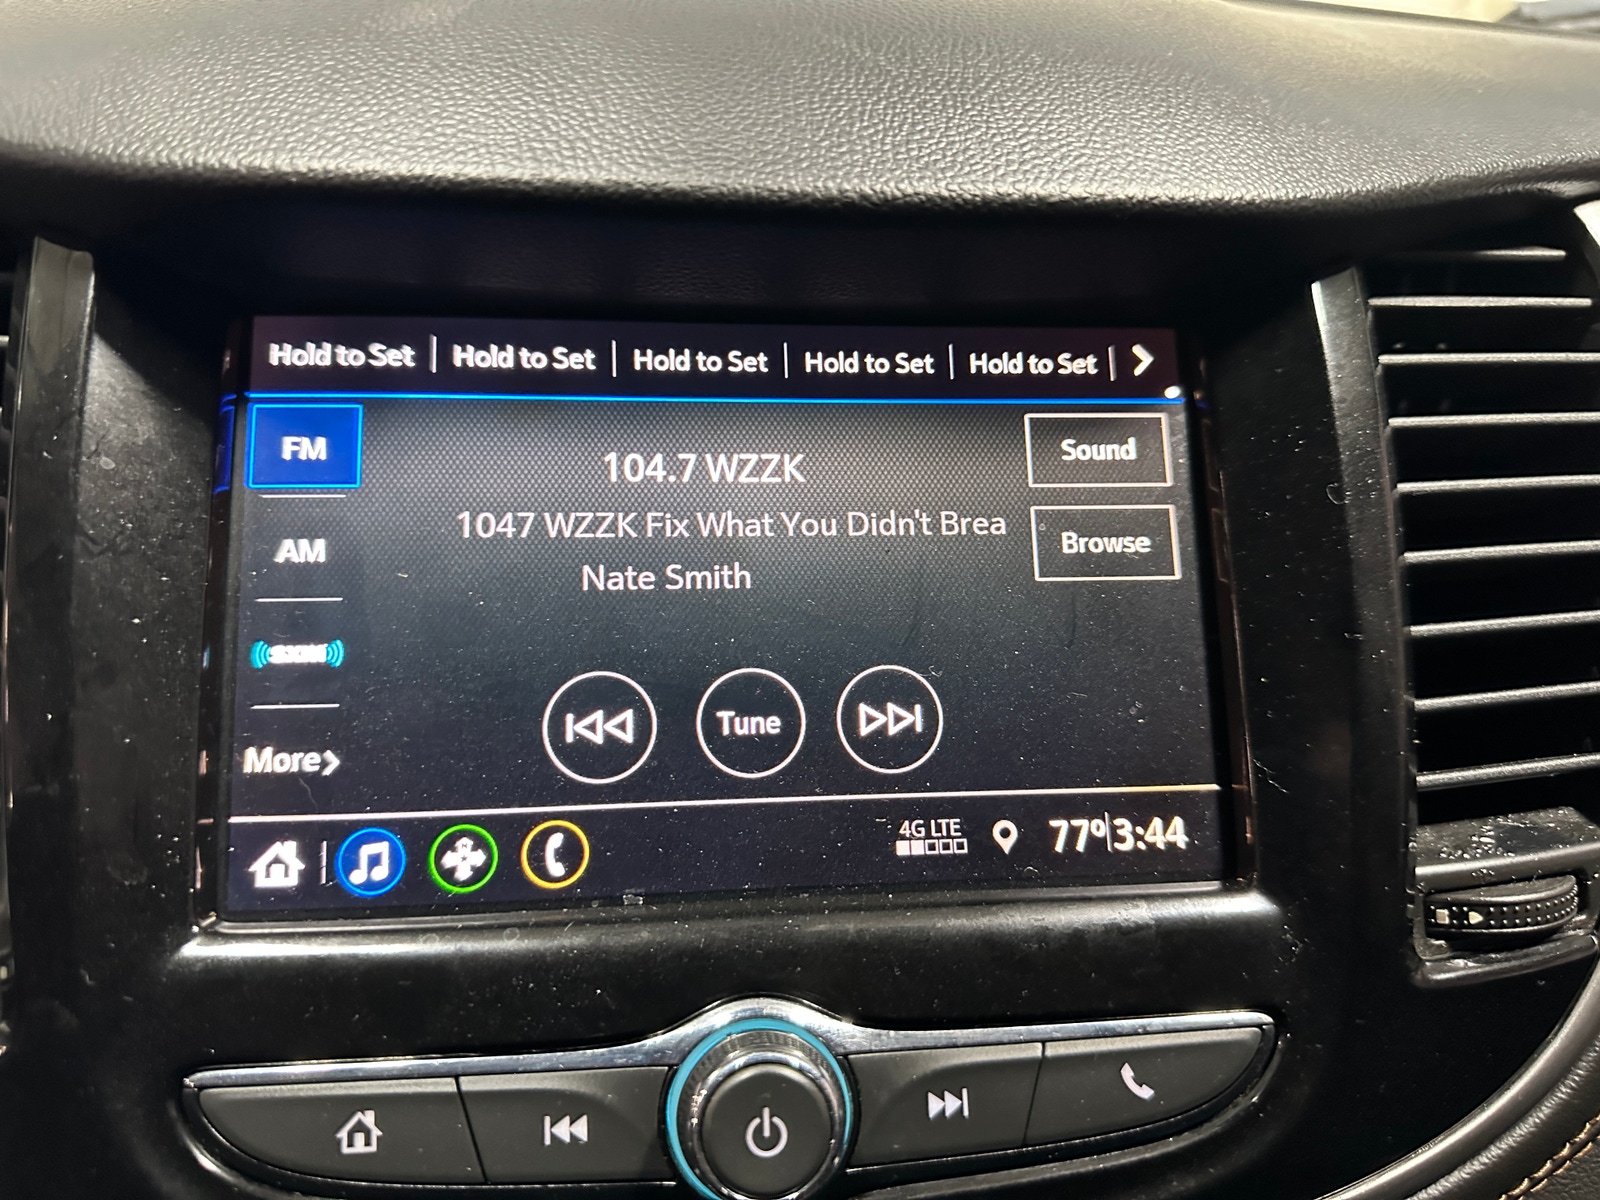 Hold to Set | Hold to Set | Hold to Set | Hold to Set | Hold to Set |
FM
Sound
104.7 WZZK
1047 WZZK Fix What You Didn't Brea
Browse
AM
Nate Smith
SXM
Tune
More
4G LTE
77° 3:44